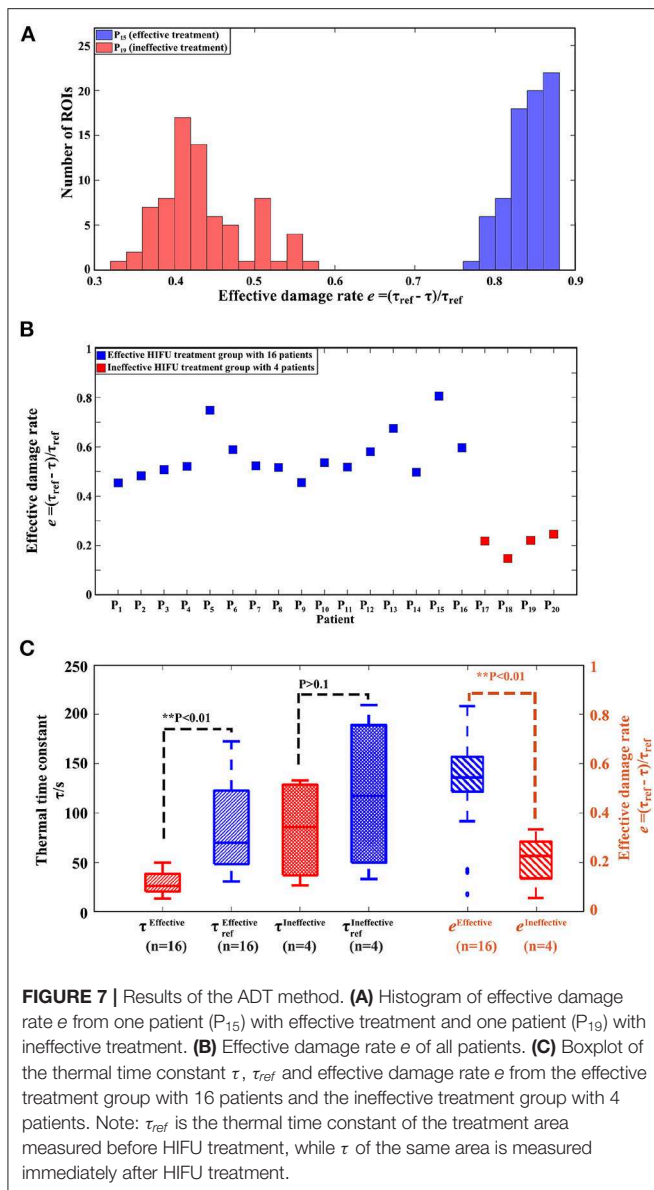 A
P15 (effective treatment)
P19 (ineffective treatment)
Number of ROIs
25
20
15
10
5
0
0.3 0.4 0.5 0.6 0.7 0.8 0.9
Effective damage rate e =(τref - τ)/τref
B
Effective HIFU treatment group with 16 patients
Ineffective HIFU treatment group with 4 patients
Effective damage rate
e =(τref - τ)/τref
1
0.8
0.6
0.4
0.2
0
P1 P2 P3 P4 P5 P6 P7 P8 P9 P10 P11 P12 P13 P14 P15 P16 P17 P18 P19 P20
Patient
C
Thermal time constant
τ/s
250
200
150
100
50
0
**P<0.01
P>0.1
**P<0.01
1
0.8
0.6
0.4
0.2
0
Effective damage rate
e =(τref - τ)/τref
τEffective τrefEffective τIneffective τrefIneffective eEffective eIneffective
(n=16) (n=16) (n=4) (n=4) (n=16) (n=4)
FIGURE 7 | Results of the ADT method. (A) Histogram of effective damage
rate e from one patient (P15) with effective treatment and one patient (P19) with
ineffective treatment. (B) Effective damage rate e of all patients. (C) Boxplot of
the thermal time constant τ, τref and effective damage rate e from the effective
treatment group with 16 patients and the ineffective treatment group with 4
patients. Note: τref is the thermal time constant of the treatment area
measured before HIFU treatment, while τ of the same area is measured
immediately after HIFU treatment.